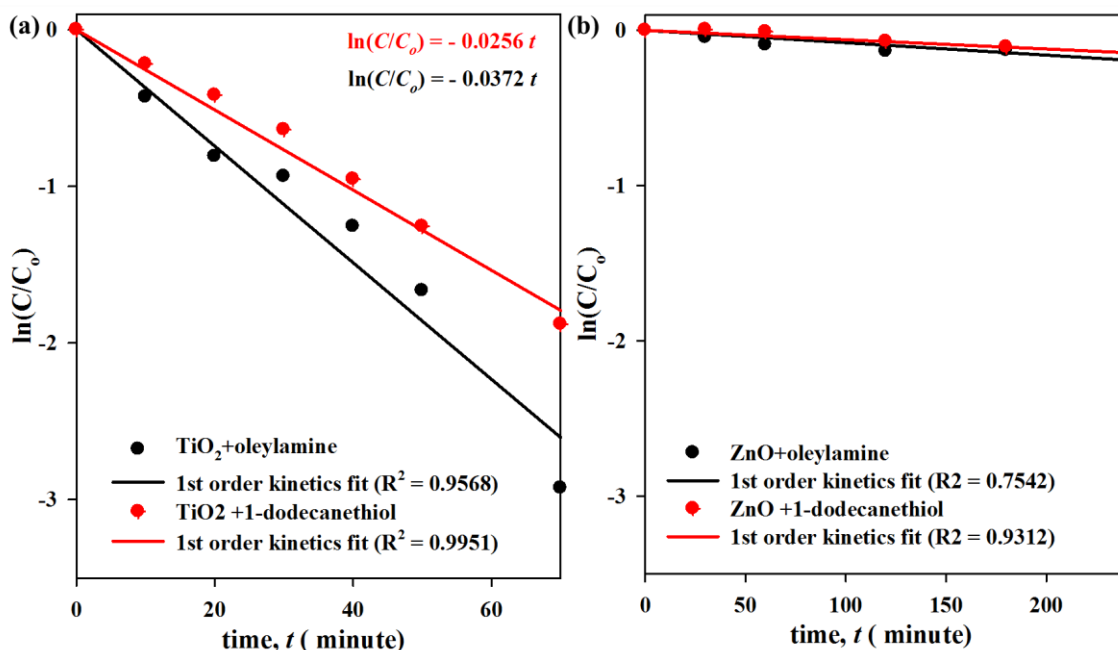 (a)
ln(C/Cₒ) = - 0.0256 t
ln(C/Cₒ) = - 0.0372 t
0
-1
-2
-3
ln(C/Cₒ)
TiO₂+oleylamine
1st order kinetics fit (R² = 0.9568)
TiO2 +1-dodecanethiol
1st order kinetics fit (R² = 0.9951)
0 20 40 60
time, t ( minute)
(b)
0
-1
-2
-3
ln(C/Cₒ)
ZnO+oleylamine
1st order kinetics fit (R2 = 0.7542)
ZnO +1-dodecanethiol
1st order kinetics fit (R2 = 0.9312)
0 50 100 150 200
time, t ( minute)